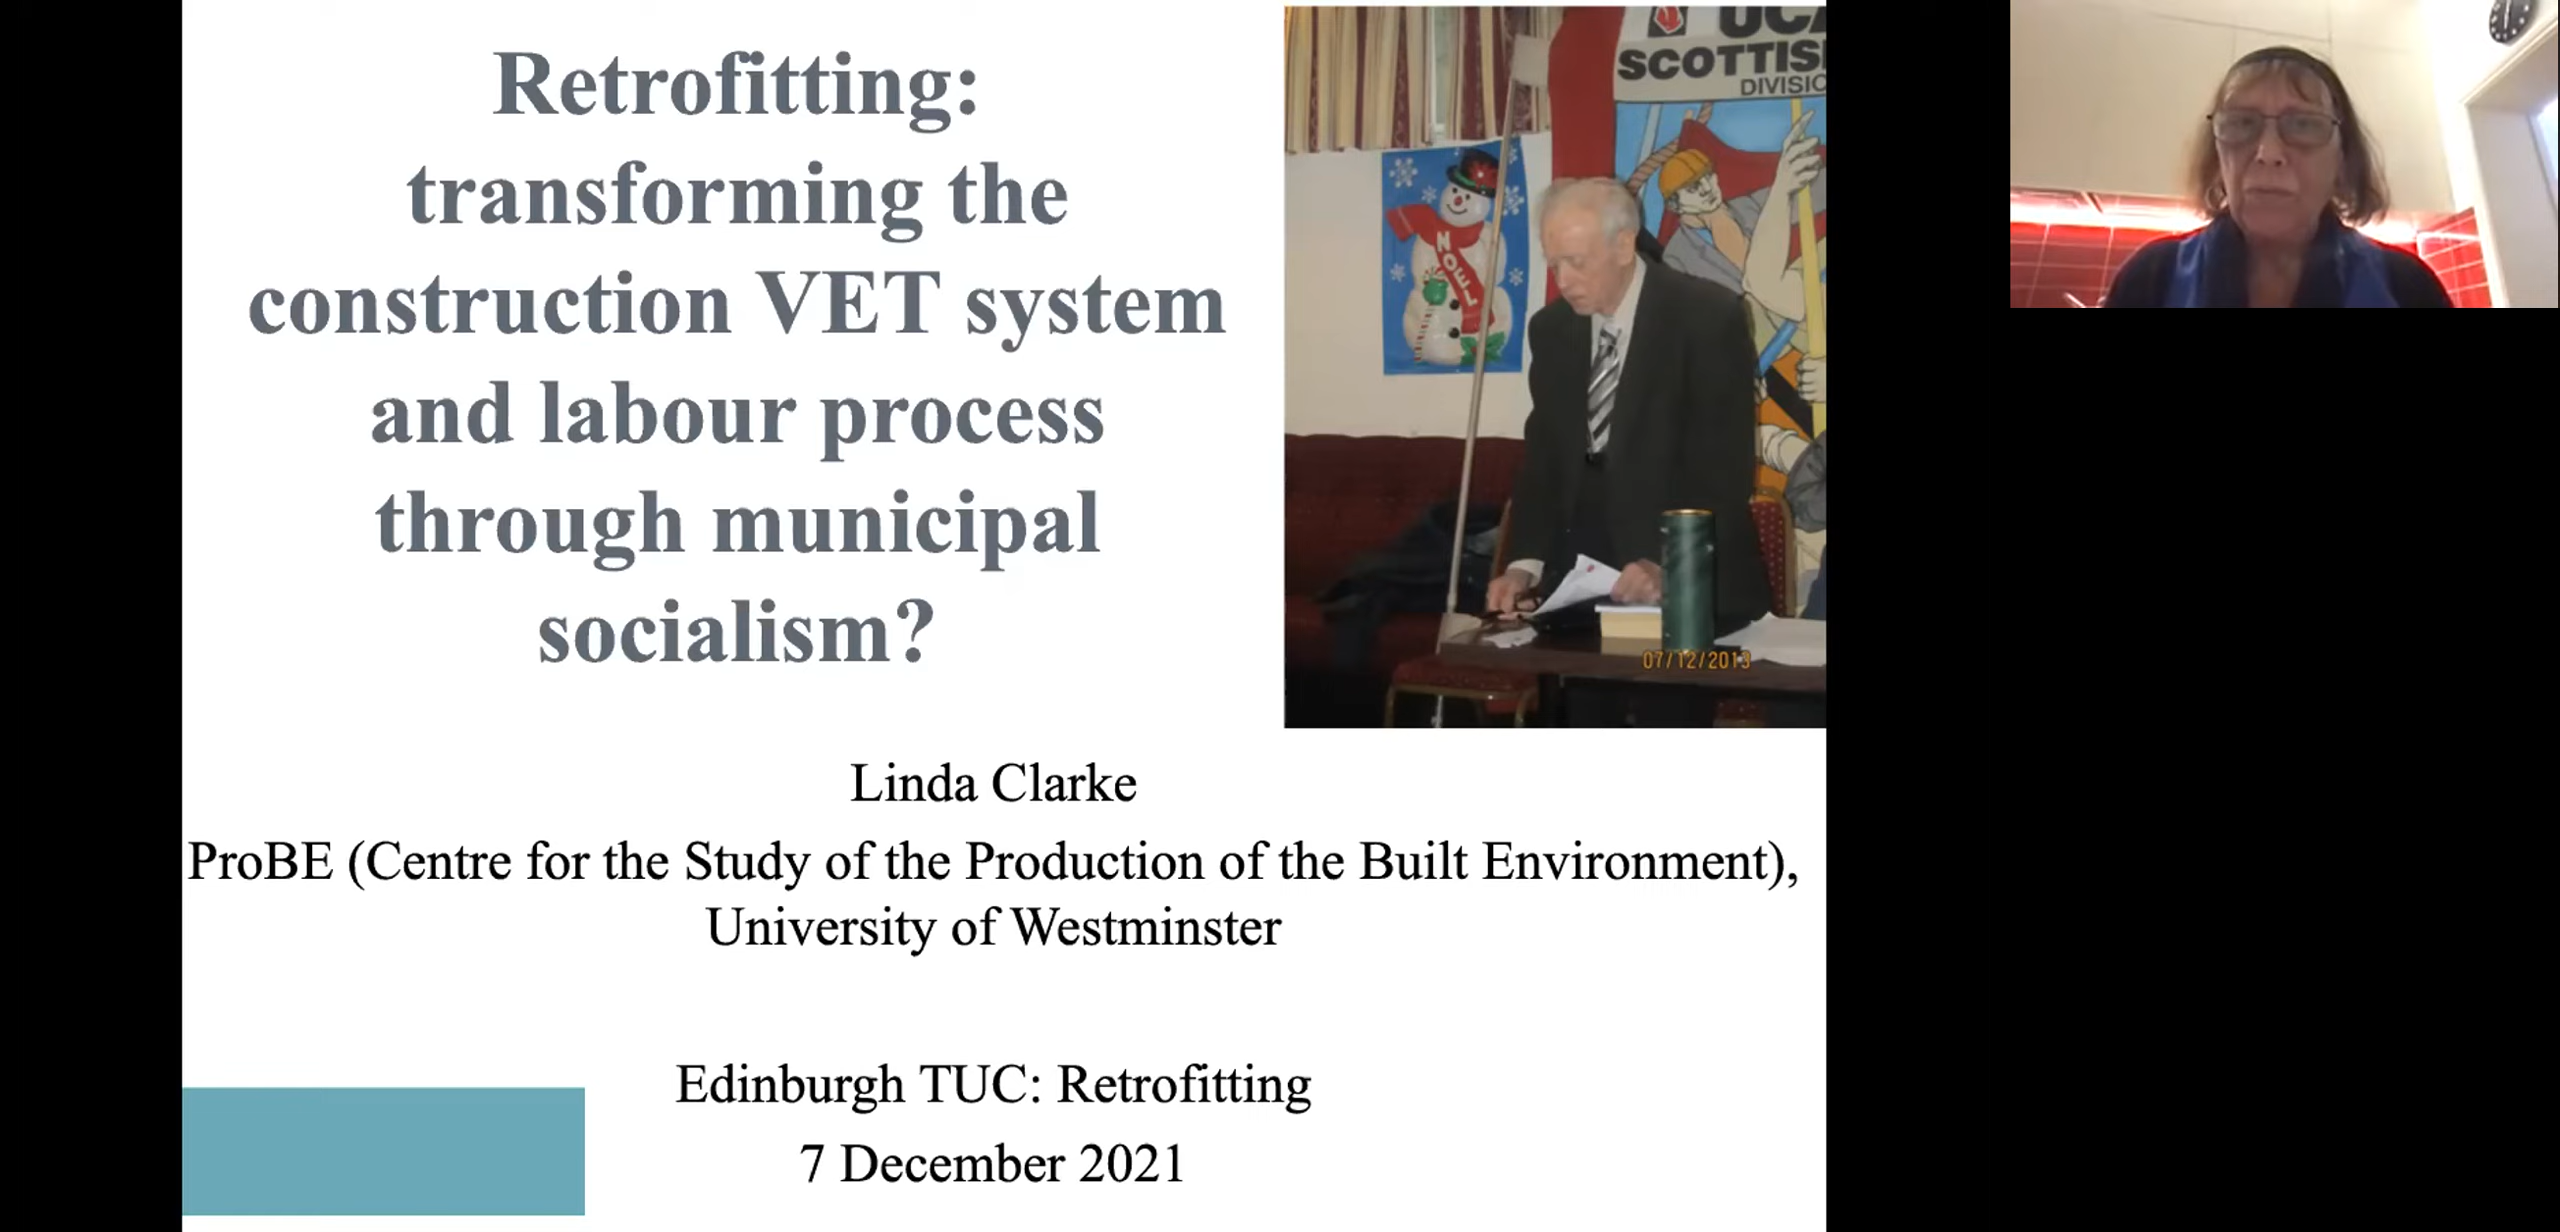 Retrofitting:
transforming the
construction VET system
and labour process
through municipal
socialism?
SCOTTIS
DIVISIO
NOEL
07/12/2013
Linda Clarke
ProBE (Centre for the Study of the Production of the Built Environment),
University of Westminster
Edinburgh TUC: Retrofitting
7 December 2021